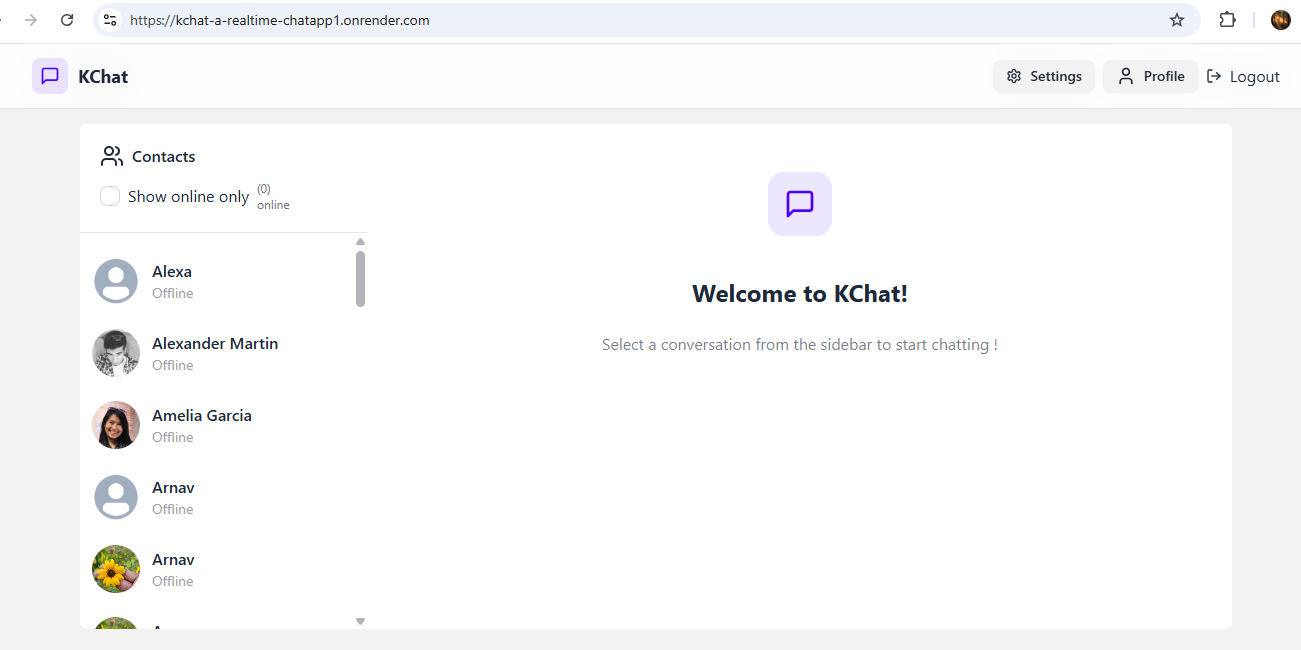 https://kchat-a-realtime-chatapp1.onrender.com
KChat
Settings
Profile
Logout
Contacts
Show online only
(0)
online
Alexa
Offline
Alexander Martin
Offline
Amelia Garcia
Offline
Arnav
Offline
Arnav
Offline
Welcome to KChat!
Select a conversation from the sidebar to start chatting !